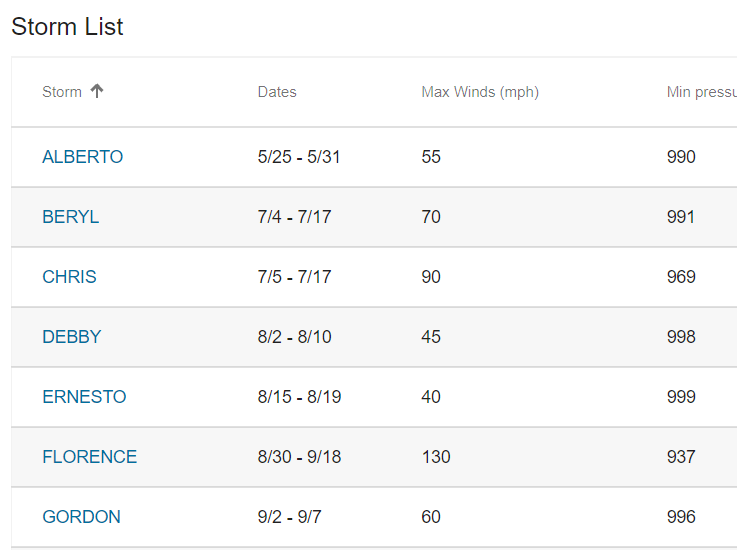 Storm List
Storm Dates Max Winds (mph) Min pressu
ALBERTO 5/25 - 5/31 55 990
BERYL 7/4 - 7/17 70 991
CHRIS 7/5 - 7/17 90 969
DEBBY 8/2 - 8/10 45 998
ERNESTO 8/15 - 8/19 40 999
FLORENCE 8/30 - 9/18 130 937
GORDON 9/2 - 9/7 60 996